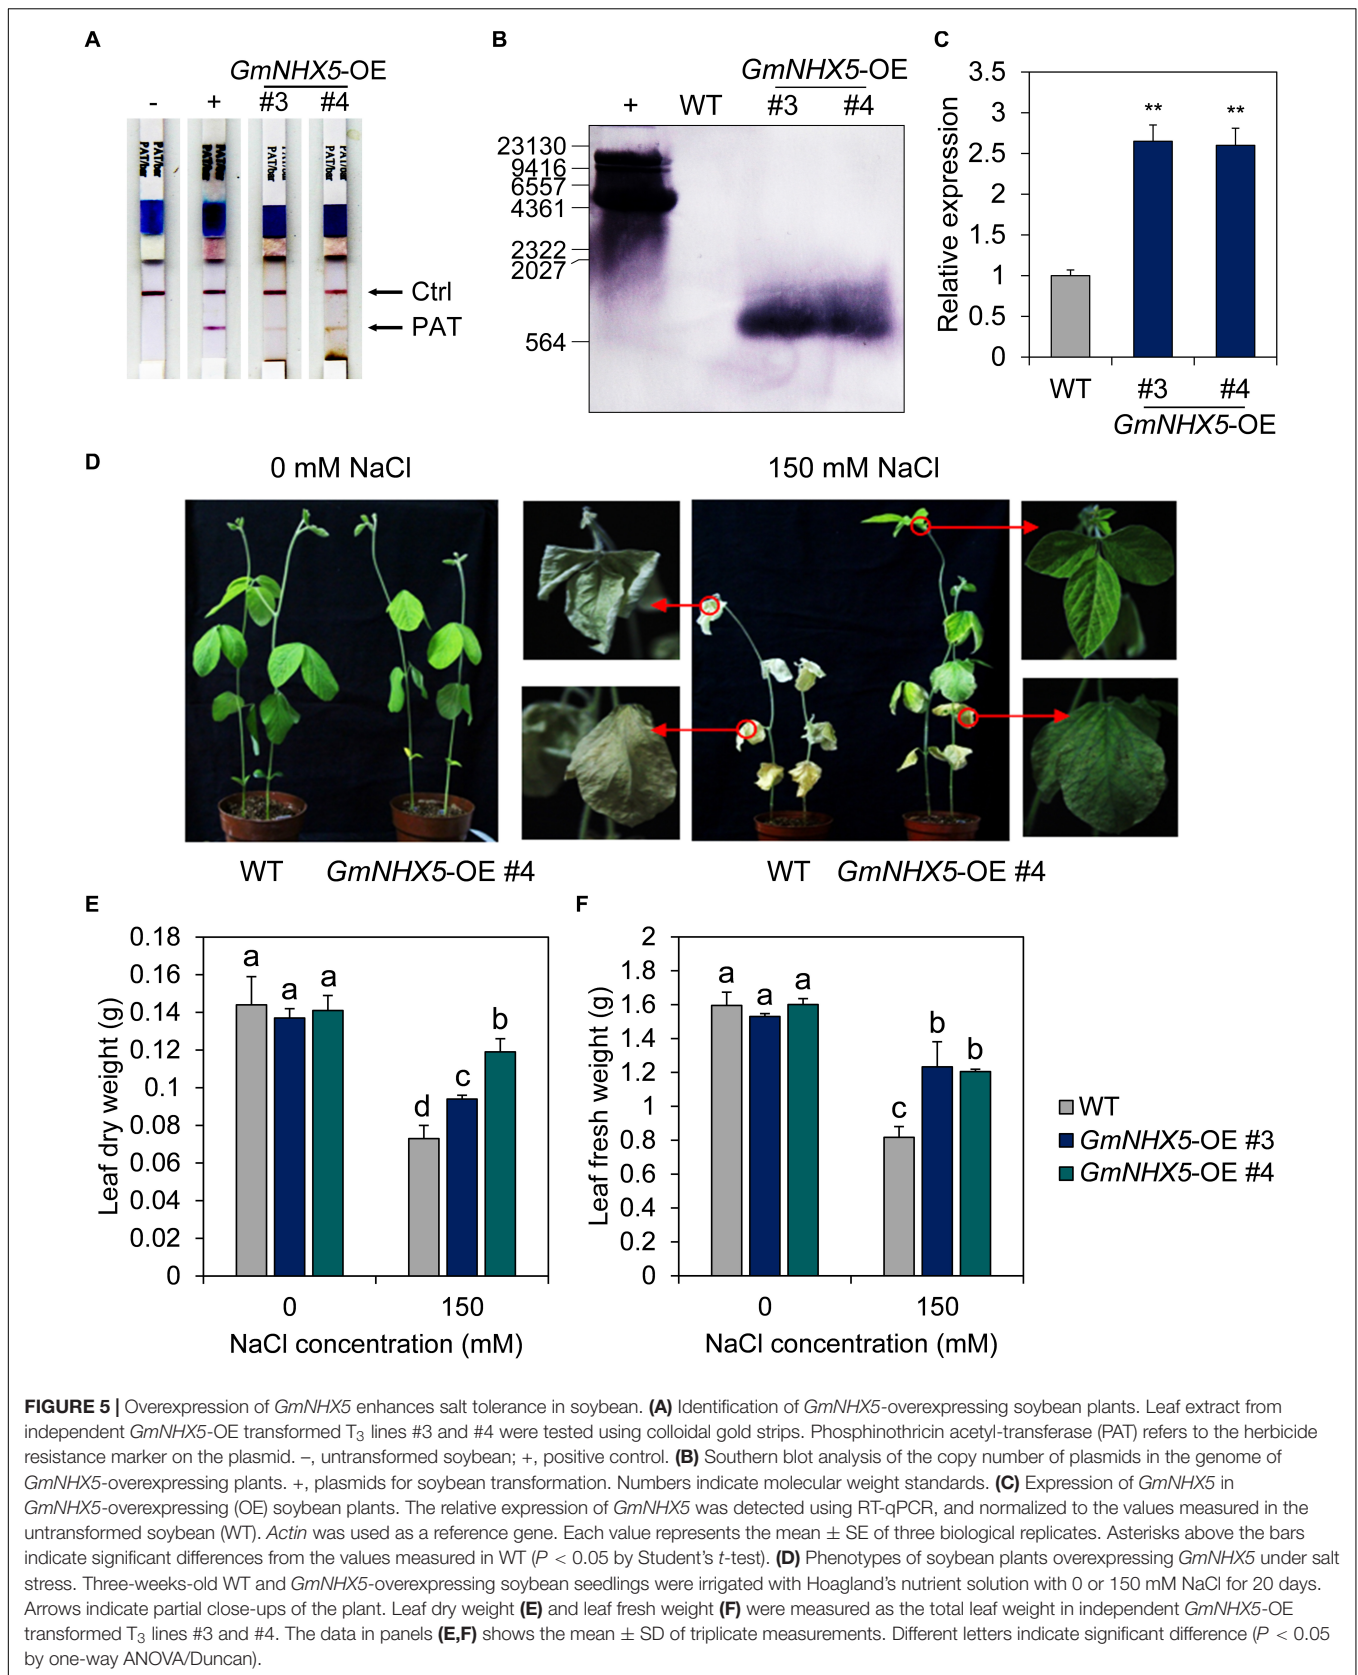 A
GmNHX5-OE
- + #3 #4
PAT/bar PAT/bar PAT/bar PAT/bar
Ctrl
PAT
B
GmNHX5-OE
+ WT #3 #4
23130
9416
6557
4361
2322
2027
564
C
3.5
3
2.5
2
1.5
1
0.5
0
Relative expression
** **
WT #3 #4
GmNHX5-OE
D
0 mM NaCl 150 mM NaCl
WT GmNHX5-OE #4 WT GmNHX5-OE #4
E
0.18
0.16
0.14
0.12
0.1
0.08
0.06
0.04
0.02
0
Leaf dry weight (g)
a a a d c b
0 150
NaCl concentration (mM)
F
2
1.8
1.6
1.4
1.2
1
0.8
0.6
0.4
0.2
0
Leaf fresh weight (g)
a a a c b b
0 150
NaCl concentration (mM)
WT
GmNHX5-OE #3
GmNHX5-OE #4
FIGURE 5 | Overexpression of GmNHX5 enhances salt tolerance in soybean. (A) Identification of GmNHX5-overexpressing soybean plants. Leaf extract from
independent GmNHX5-OE transformed T3 lines #3 and #4 were tested using colloidal gold strips. Phosphinothricin acetyl-transferase (PAT) refers to the herbicide
resistance marker on the plasmid. –, untransformed soybean; +, positive control. (B) Southern blot analysis of the copy number of plasmids in the genome of
GmNHX5-overexpressing plants. +, plasmids for soybean transformation. Numbers indicate molecular weight standards. (C) Expression of GmNHX5 in
GmNHX5-overexpressing (OE) soybean plants. The relative expression of GmNHX5 was detected using RT-qPCR, and normalized to the values measured in the
untransformed soybean (WT). Actin was used as a reference gene. Each value represents the mean ± SE of three biological replicates. Asterisks above the bars
indicate significant differences from the values measured in WT (P < 0.05 by Student's t-test). (D) Phenotypes of soybean plants overexpressing GmNHX5 under salt
stress. Three-weeks-old WT and GmNHX5-overexpressing soybean seedlings were irrigated with Hoagland's nutrient solution with 0 or 150 mM NaCl for 20 days.
Arrows indicate partial close-ups of the plant. Leaf dry weight (E) and leaf fresh weight (F) were measured as the total leaf weight in independent GmNHX5-OE
transformed T3 lines #3 and #4. The data in panels (E,F) shows the mean ± SD of triplicate measurements. Different letters indicate significant difference (P < 0.05
by one-way ANOVA/Duncan).